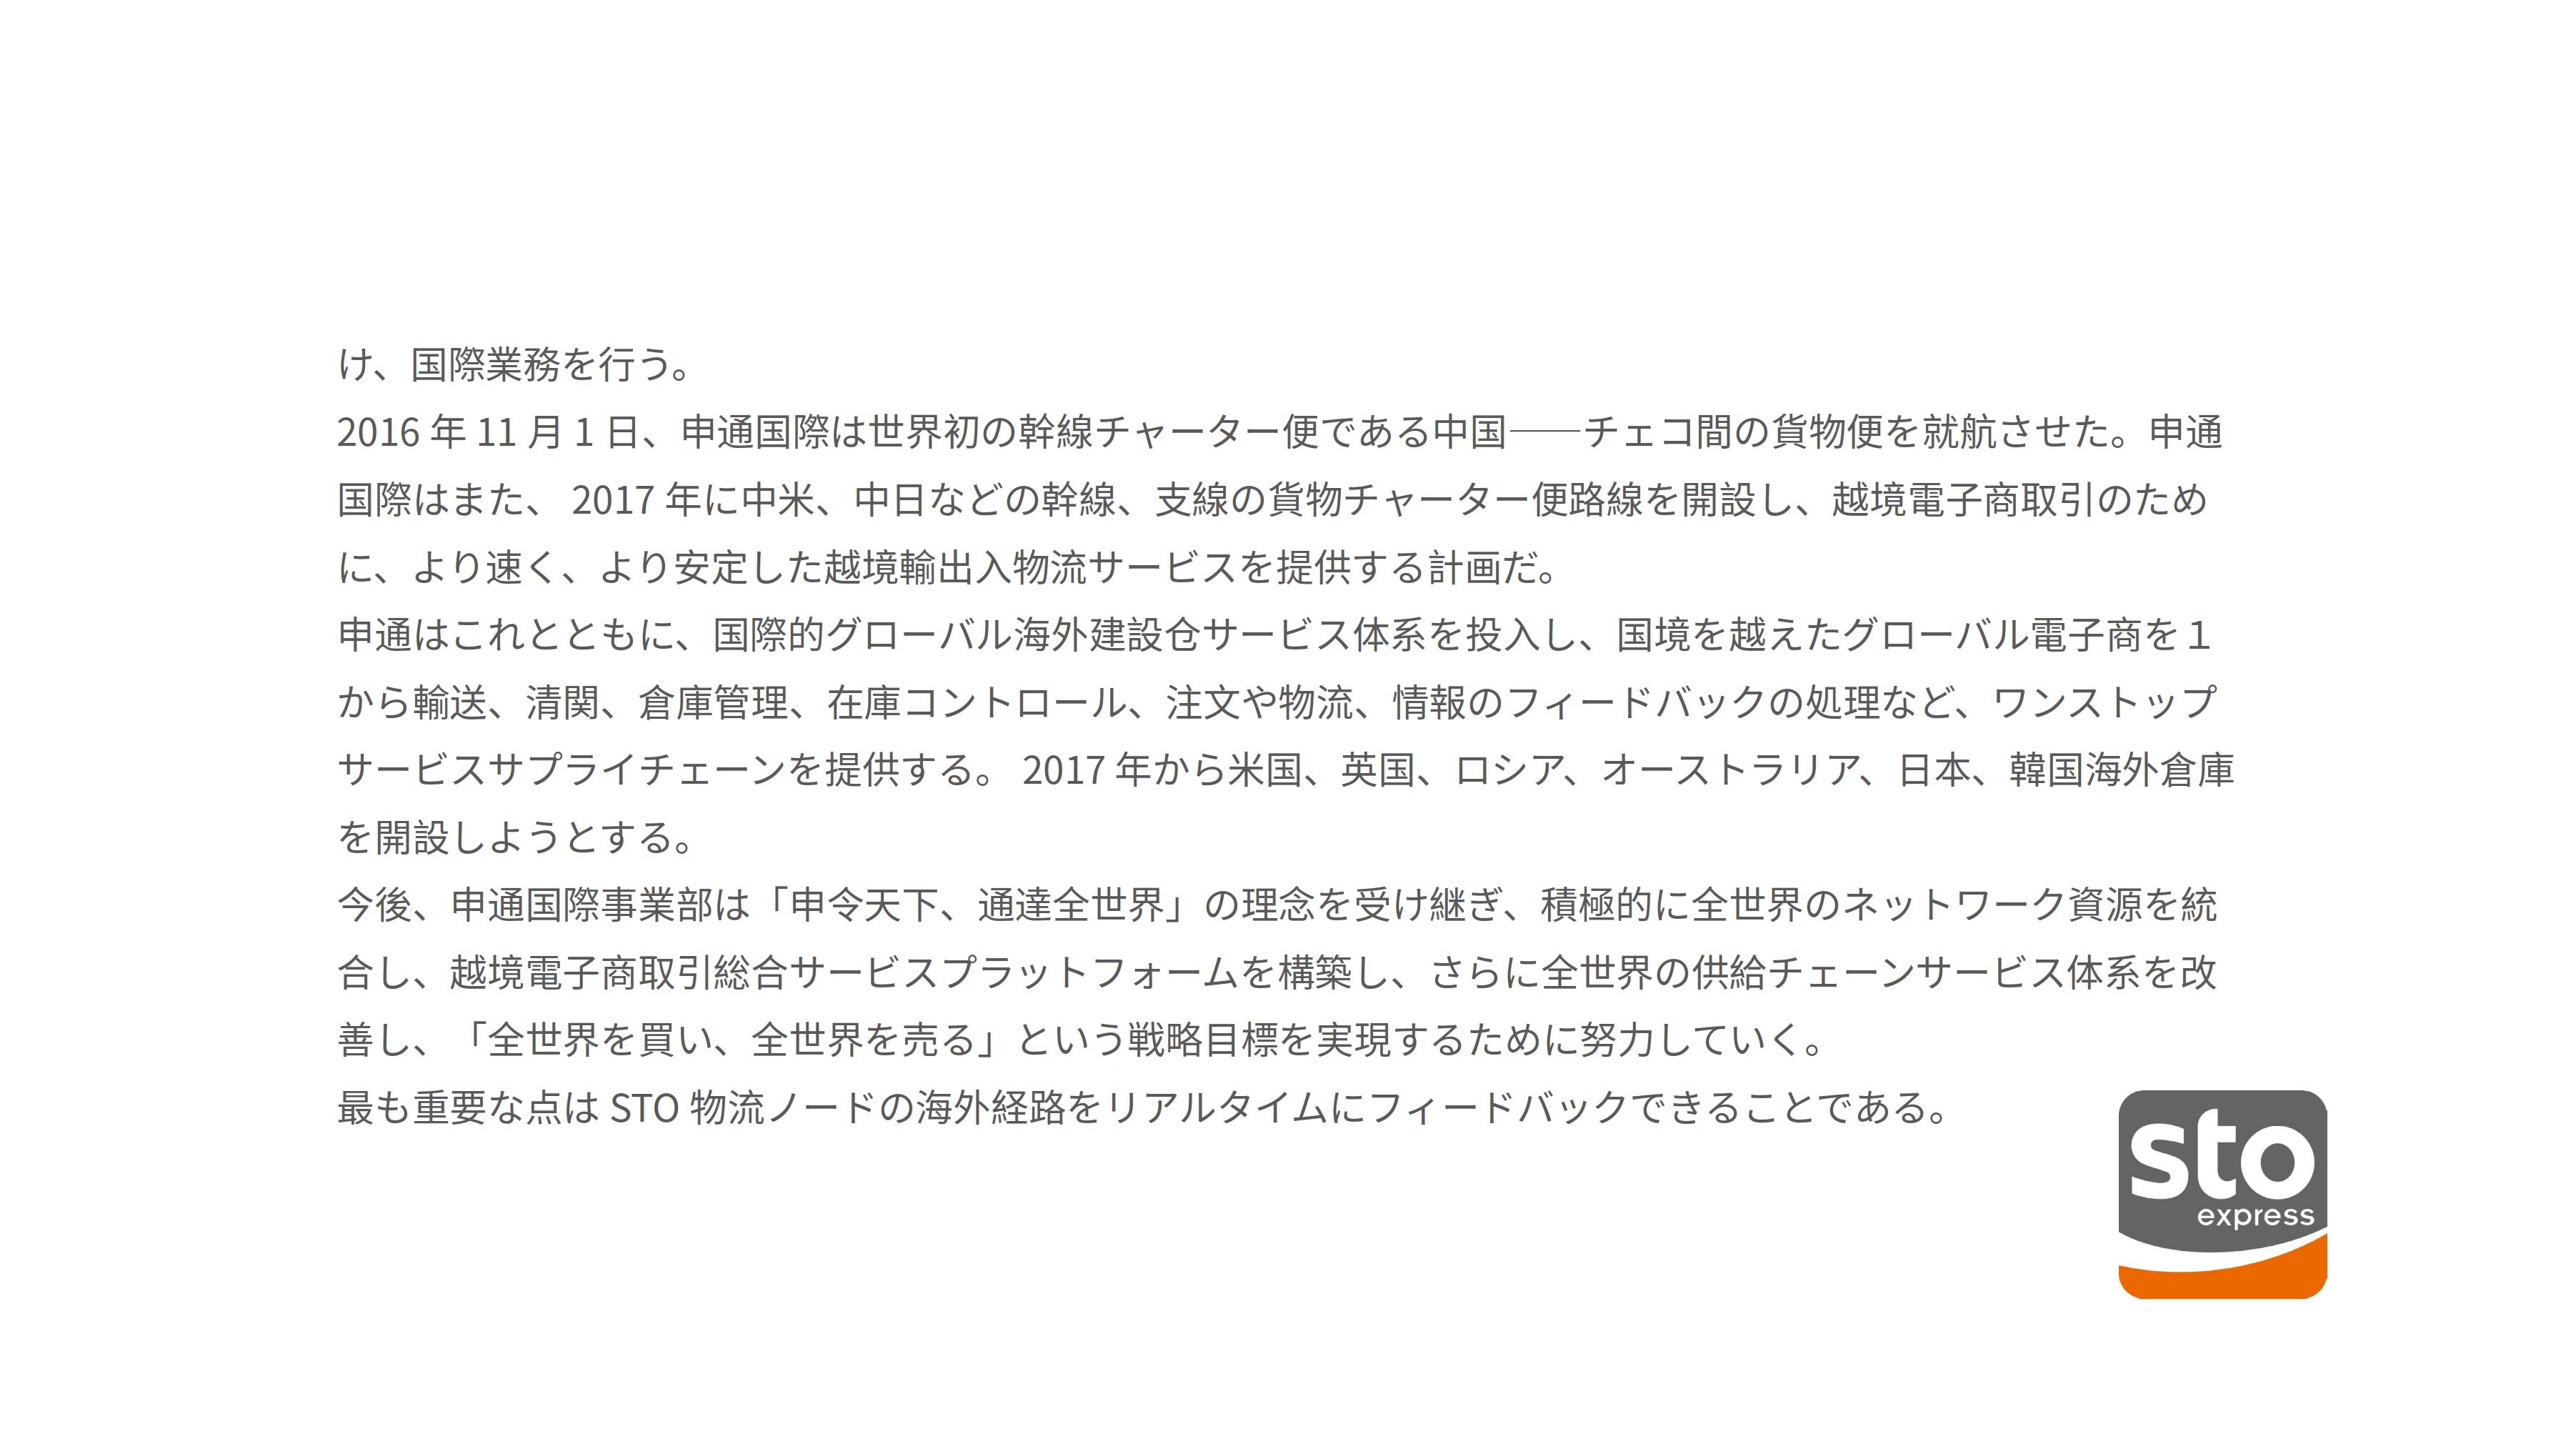 け、国際業務を行う。
2016 年 11 月 1 日、申通国際は世界初の幹線チャーター便である中国――チェコ間の貨物便を就航させた。申通
国際はまた、 2017 年に中米、中日などの幹線、支線の貨物チャーター便路線を開設し、越境電子商取引のため
に、より速く、より安定した越境輸出入物流サービスを提供する計画だ。
申通はこれとともに、国際的グローバル海外建設仓サービス体系を投入し、国境を越えたグローバル電子商を１
から輸送、清関、倉庫管理、在庫コントロール、注文や物流、情報のフィードバックの処理など、ワンストップ
サービスサプライチェーンを提供する。 2017 年から米国、英国、ロシア、オーストラリア、日本、韓国海外倉庫
を開設しようとする。
今後、申通国際事業部は「申令天下、通達全世界」の理念を受け継ぎ、積極的に全世界のネットワーク資源を統
合し、越境電子商取引総合サービスプラットフォームを構築し、さらに全世界の供給チェーンサービス体系を改
善し、「全世界を買い、全世界を売る」という戦略目標を実現するために努力していく。
最も重要な点は STO 物流ノードの海外経路をリアルタイムにフィードバックできることである。
sto
express